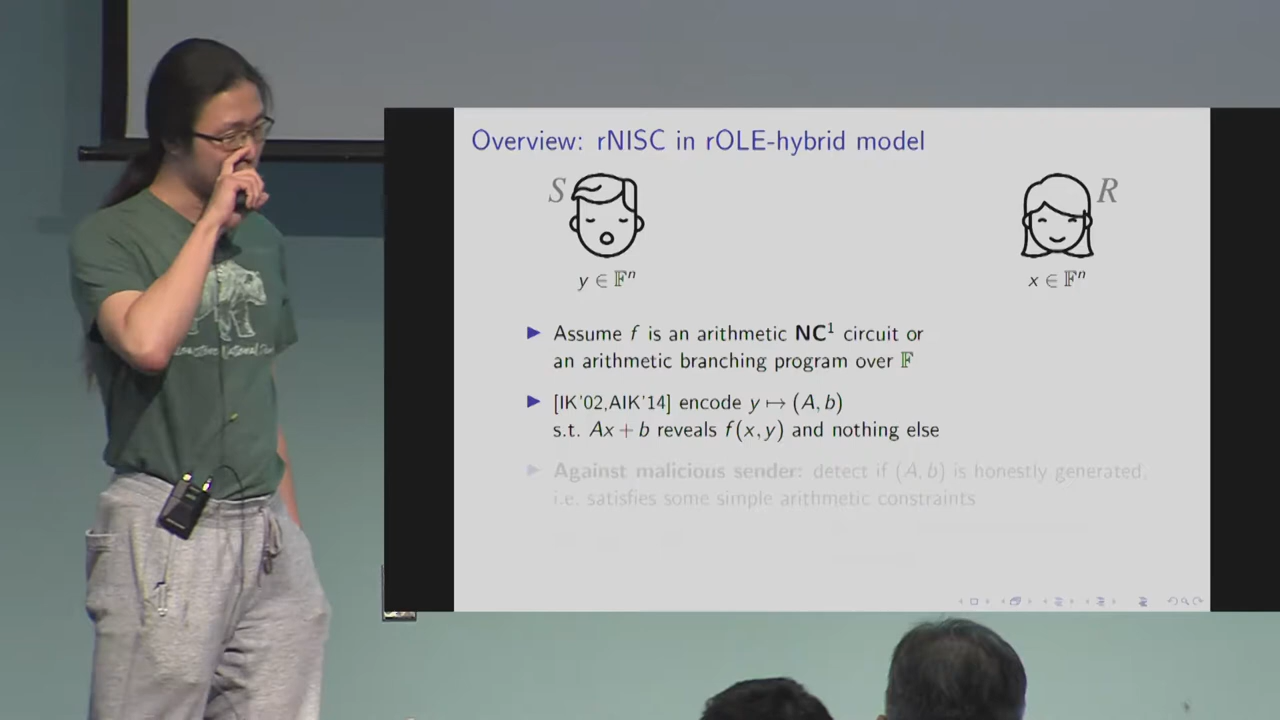 Overview: rNISC in rOLE-hybrid model
S
R
y ∈ 𝔽ⁿ
x ∈ 𝔽ⁿ
▶ Assume f is an arithmetic NC¹ circuit or
an arithmetic branching program over 𝔽
▶ [IK'02,AIK'14] encode y ↦ (A, b)
s.t. Ax + b reveals f(x, y) and nothing else
▶ Against malicious sender: detect if (A, b) is honestly generated,
i.e. satisfies some simple arithmetic constraints